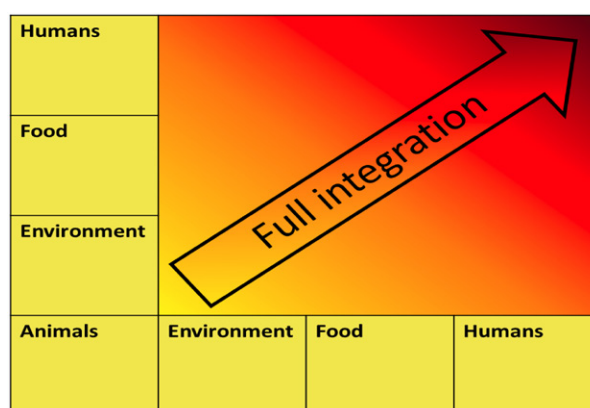 Humans
Food
Full integration
Environment
Animals Environment Food Humans